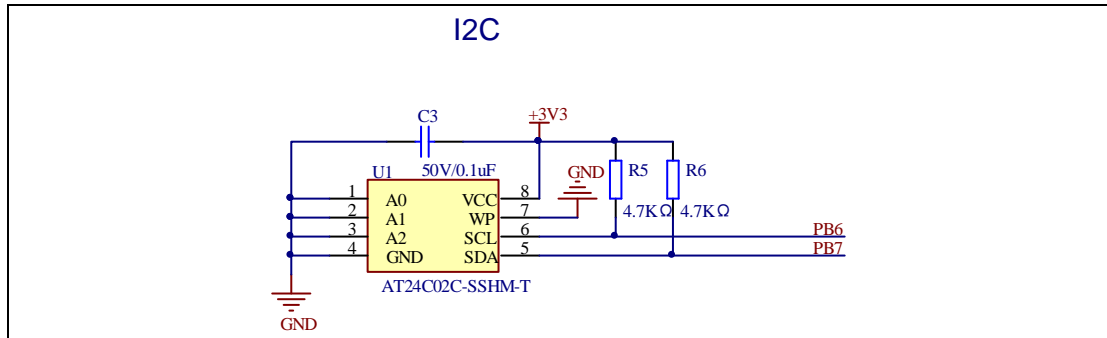 I2C
C3
+3V3
U1
50V/0.1uF
GND
R5
R6
1 A0 VCC 8
2 A1 WP 7
4.7KΩ 4.7KΩ
3 A2 SCL 6
PB6
4 GND SDA 5
PB7
AT24C02C-SSHM-T
GND